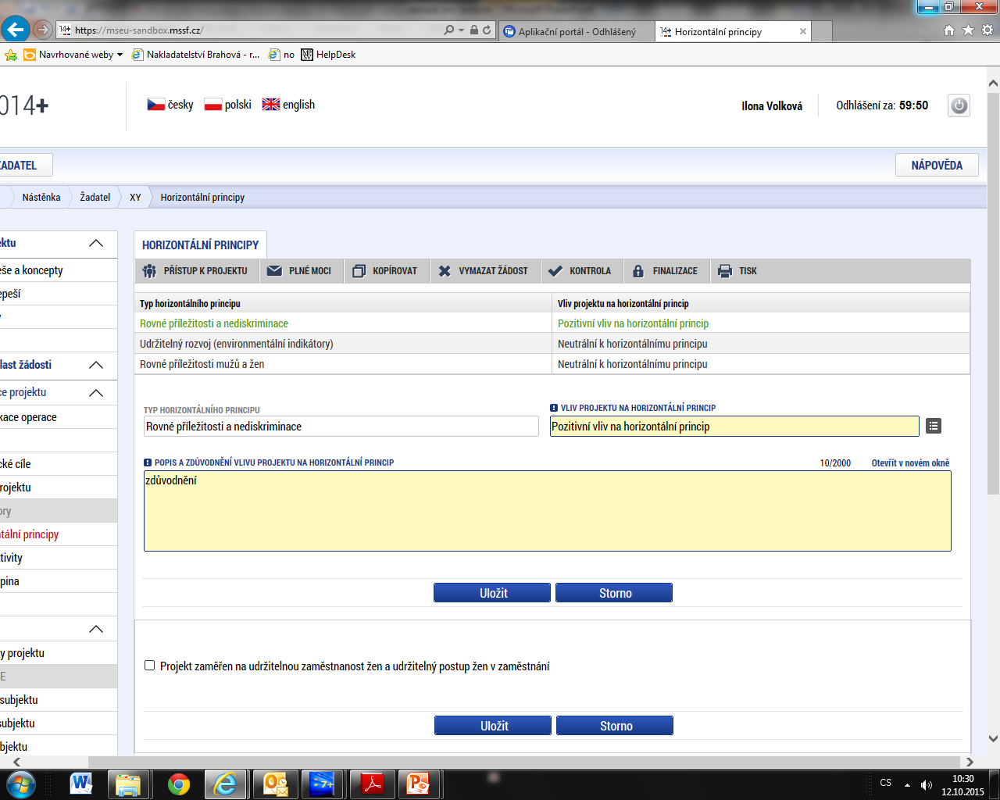 https://mseu-sandbox.mssf.cz/
Aplikační portál - Odhlášený
14+ Horizontální principy
Navrhované weby
Nakladatelství Brahová - r...
no
HelpDesk
014+
česky polski english
Ilona Volková
Odhlášení za: 59:50
ŽADATEL
NÁPOVĚDA
Nástěnka Žadatel XY Horizontální principy
ektu
eše a koncepty
epeší
last žádosti
ce projektu
kace operace
cké cíle
rojektu
ory
tální principy
tivity
pina
y projektu
E
subjektu
subjektu
bjektu
HORIZONTÁLNÍ PRINCIPY
PŘÍSTUP K PROJEKTU PLNÉ MOCI KOPÍROVAT VYMAZAT ŽÁDOST KONTROLA FINALIZACE TISK
Typ horizontálního principu Vliv projektu na horizontální princip
Rovné příležitosti a nediskriminace Pozitivní vliv na horizontální princip
Udržitelný rozvoj (environmentální indikátory) Neutrální k horizontálnímu principu
Rovné příležitosti mužů a žen Neutrální k horizontálnímu principu
TYP HORIZONTÁLNÍHO PRINCIPU VLIV PROJEKTU NA HORIZONTÁLNÍ PRINCIP
Rovné příležitosti a nediskriminace Pozitivní vliv na horizontální princip
POPIS A ZDŮVODNĚNÍ VLIVU PROJEKTU NA HORIZONTÁLNÍ PRINCIP 10/2000 Otevřít v novém okně
zdůvodnění
Uložit Storno
Projekt zaměřen na udržitelnou zaměstnanost žen a udržitelný postup žen v zaměstnání
Uložit Storno
CS
10:30
12.10.2015